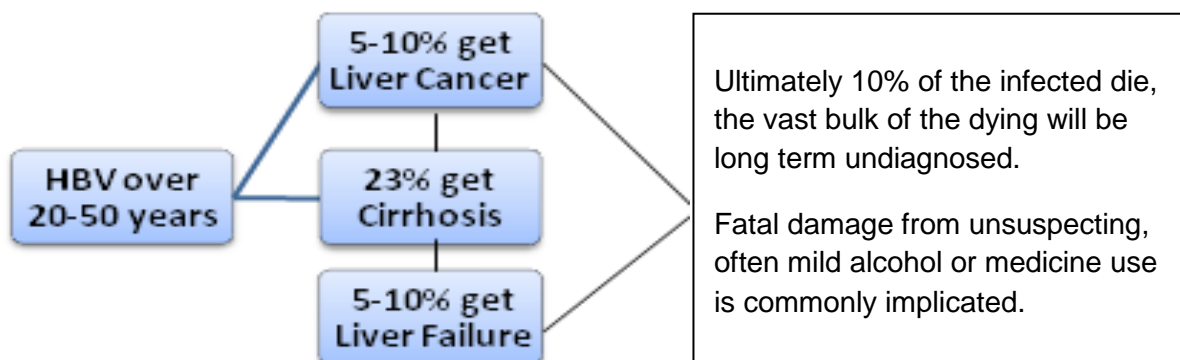 5-10% get
Liver Cancer
HBV over
20-50 years
23% get
Cirrhosis
5-10% get
Liver Failure
Ultimately 10% of the infected die,
the vast bulk of the dying will be
long term undiagnosed.
Fatal damage from unsuspecting,
often mild alcohol or medicine use
is commonly implicated.